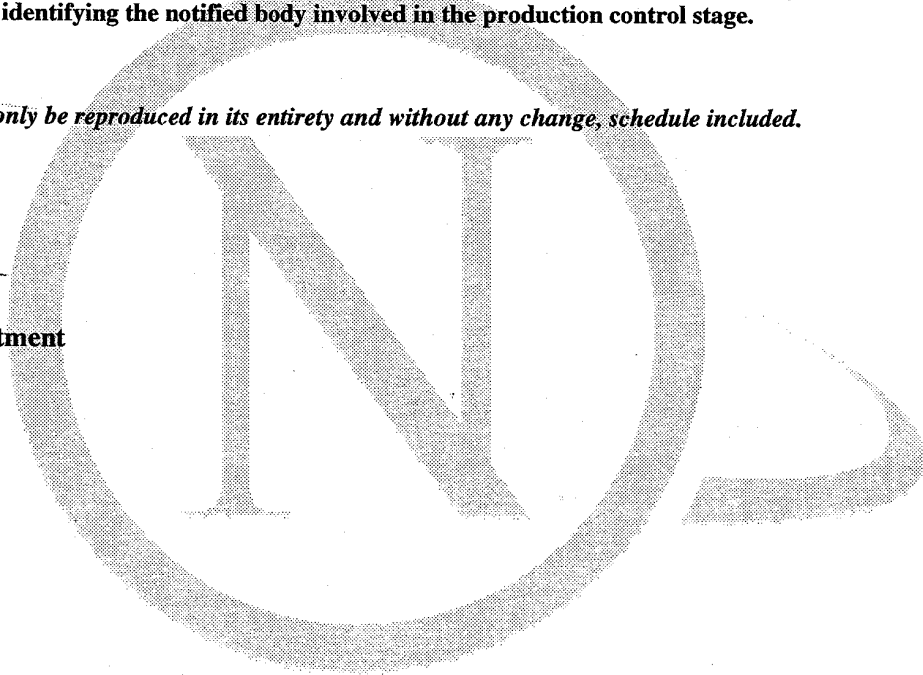 identifying the notified body involved in the production control stage.
only be reproduced in its entirety and without any change, schedule included.
tment
N